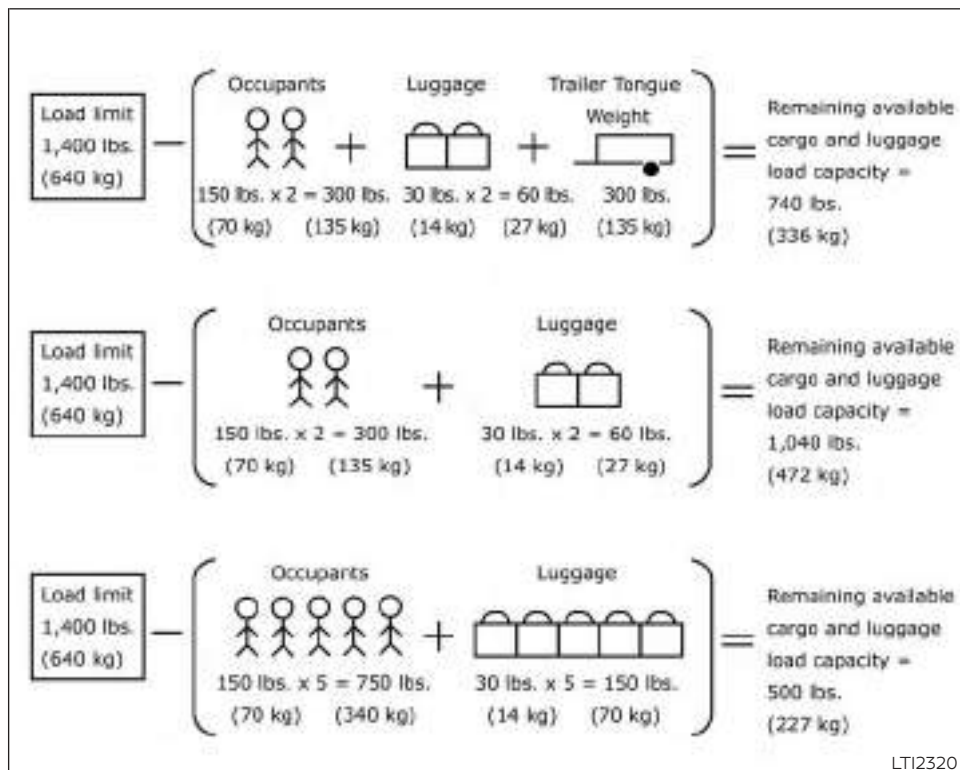 Occupants Luggage Trailer Tongue
Weight
Load limit
1,400 lbs.
(640 kg)
— + + =
150 lbs. x 2 = 300 lbs. 30 lbs. x 2 = 60 lbs. 300 lbs.
(70 kg) (135 kg) (14 kg) (27 kg) (135 kg)
Remaining available
cargo and luggage
load capacity =
740 lbs.
(336 kg)
Occupants Luggage
Load limit
1,400 lbs.
(640 kg)
— + =
150 lbs. x 2 = 300 lbs. 30 lbs. x 2 = 60 lbs.
(70 kg) (135 kg) (14 kg) (27 kg)
Remaining available
cargo and luggage
load capacity =
1,040 lbs.
(472 kg)
Occupants Luggage
Load limit
1,400 lbs.
(640 kg)
— + =
150 lbs. x 5 = 750 lbs. 30 lbs. x 5 = 150 lbs.
(70 kg) (340 kg) (14 kg) (70 kg)
Remaining available
cargo and luggage
load capacity =
500 lbs.
(227 kg)
LTI2320